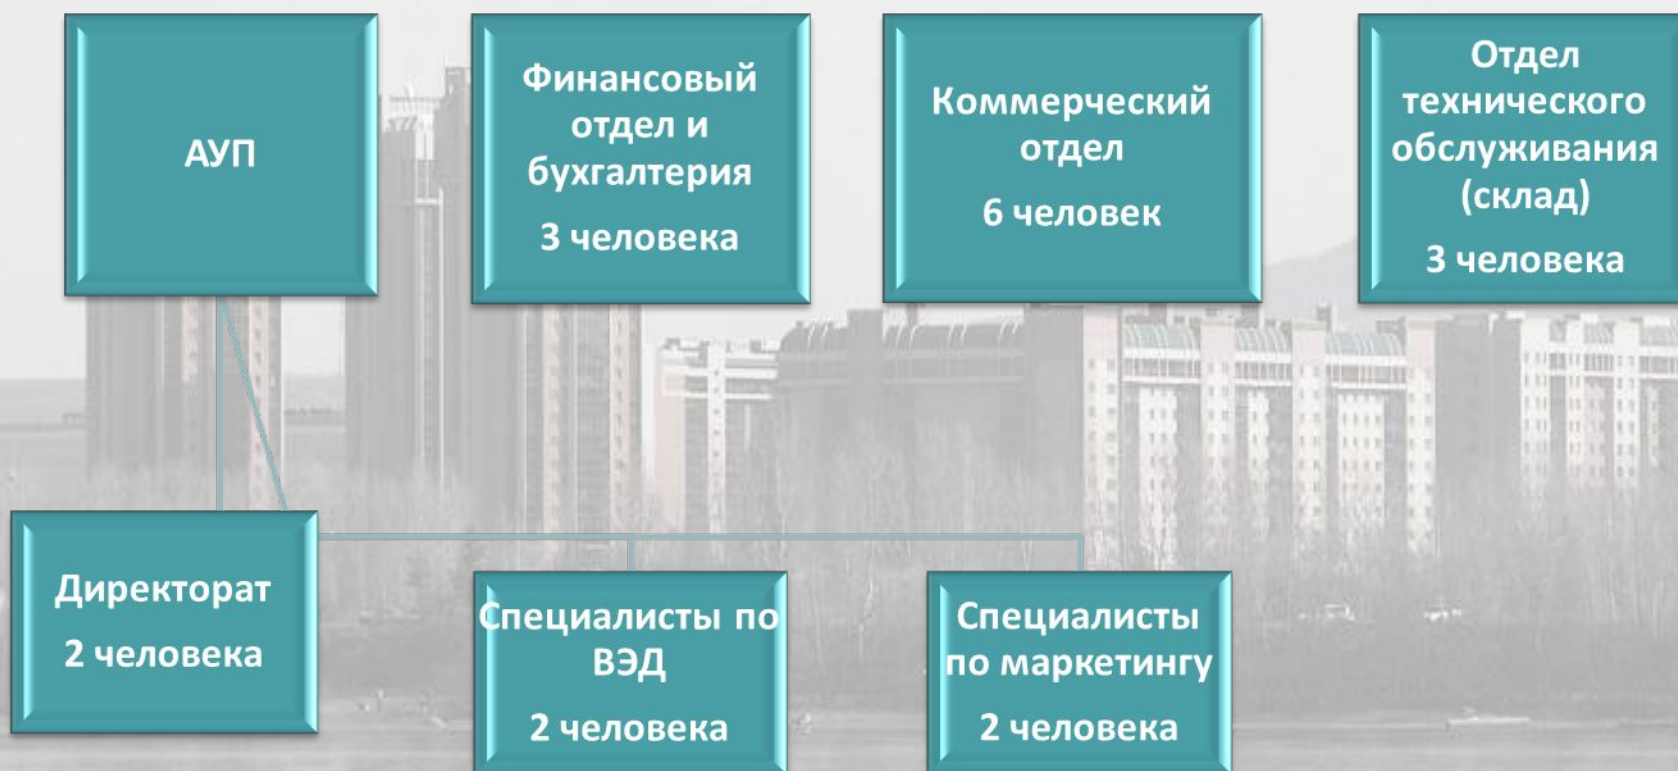 АУП
Финансовый
отдел и
бухгалтерия
3 человека
Коммерческий
отдел
6 человек
Отдел
технического
обслуживания
(склад)
3 человека
Директорат
2 человека
Специалисты по
ВЭД
2 человека
Специалисты
по маркетингу
2 человека